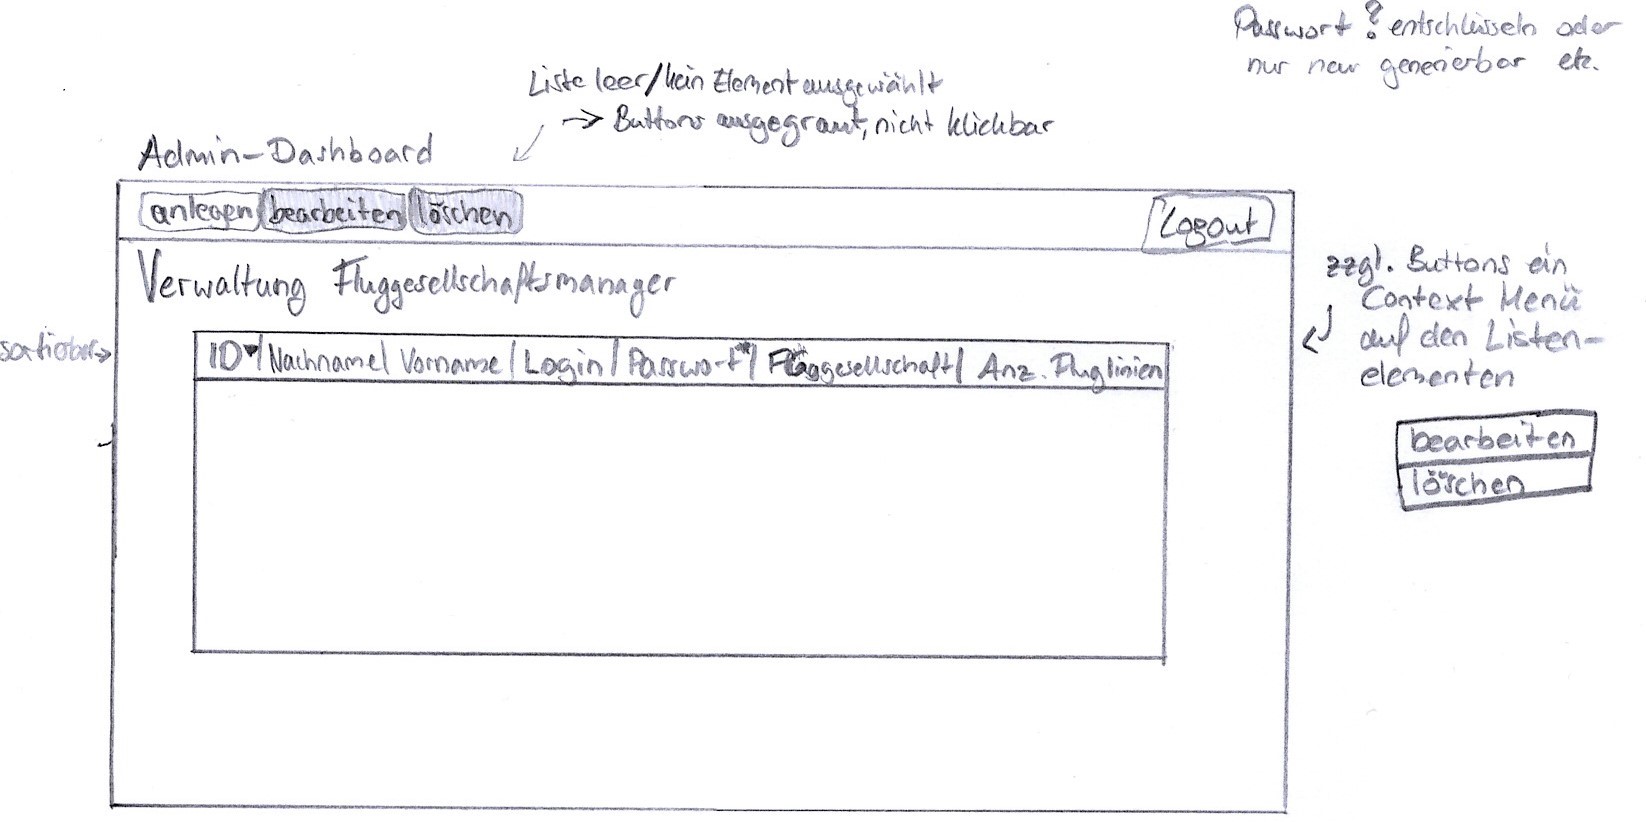 Passwort ? entschlüsseln oder
nur neu generierbar etc.
Liste leer/kein Element ausgewählt
→ Buttons ausgegraut, nicht klickbar
Admin-Dashboard
anlegen bearbeiten löschen
Logout
Verwaltung Fluggesellschaftsmanager
zzgl. Buttons ein
Context Menü
auf den Listen-
elementen
sortierbar →
ID▾ | Nachname | Vorname | Login | Passwort* | Fluggesellschaft | Anz. Fluglinien
bearbeiten
löschen